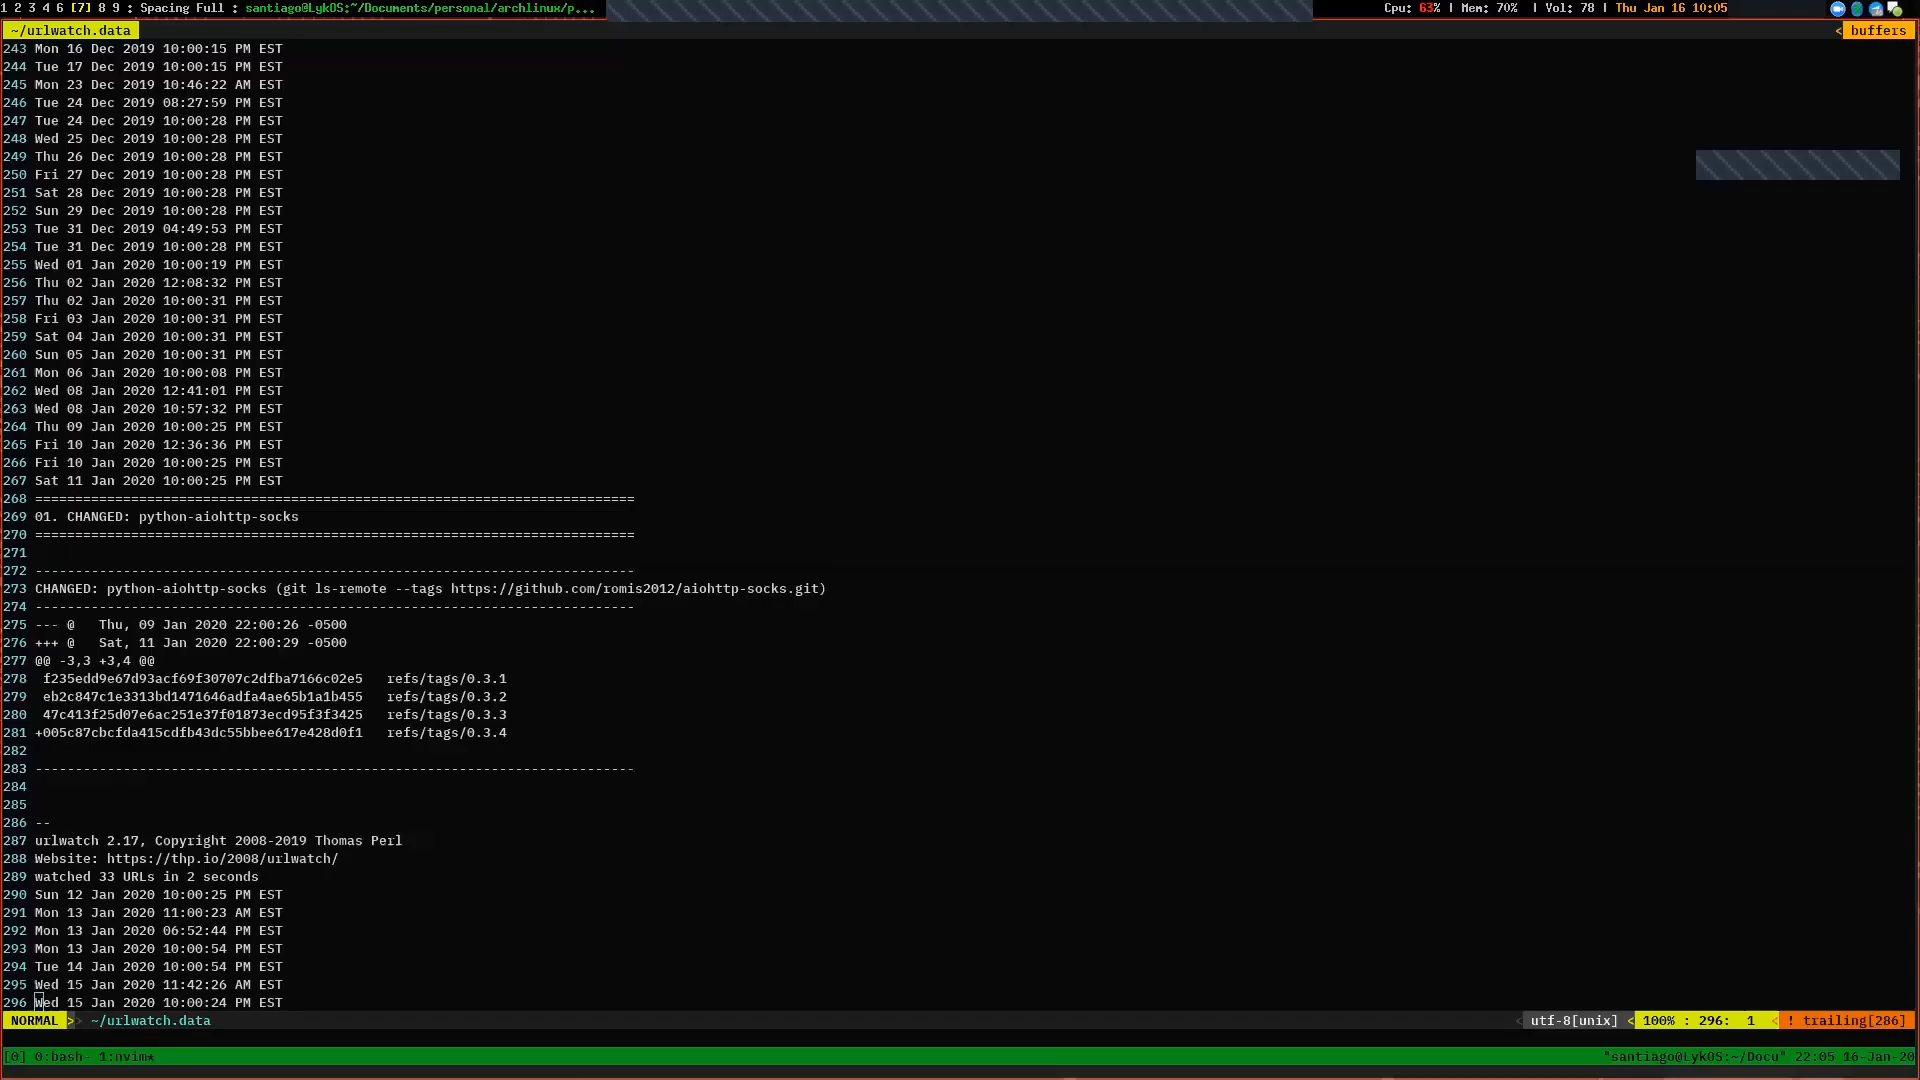 1 2 3 4 6 [7] 8 9 : Spacing Full : santiago@LykOS:~/Documents/personal/archlinux/p...
Cpu: 63% | Mem: 70% | Vol: 78 | Thu Jan 16 10:05
~/urlwatch.data
< buffers
243 Mon 16 Dec 2019 10:00:15 PM EST
244 Tue 17 Dec 2019 10:00:15 PM EST
245 Mon 23 Dec 2019 10:46:22 AM EST
246 Tue 24 Dec 2019 08:27:59 PM EST
247 Tue 24 Dec 2019 10:00:28 PM EST
248 Wed 25 Dec 2019 10:00:28 PM EST
249 Thu 26 Dec 2019 10:00:28 PM EST
250 Fri 27 Dec 2019 10:00:28 PM EST
251 Sat 28 Dec 2019 10:00:28 PM EST
252 Sun 29 Dec 2019 10:00:28 PM EST
253 Tue 31 Dec 2019 04:49:53 PM EST
254 Tue 31 Dec 2019 10:00:28 PM EST
255 Wed 01 Jan 2020 10:00:19 PM EST
256 Thu 02 Jan 2020 12:08:32 PM EST
257 Thu 02 Jan 2020 10:00:31 PM EST
258 Fri 03 Jan 2020 10:00:31 PM EST
259 Sat 04 Jan 2020 10:00:31 PM EST
260 Sun 05 Jan 2020 10:00:31 PM EST
261 Mon 06 Jan 2020 10:00:08 PM EST
262 Wed 08 Jan 2020 12:41:01 PM EST
263 Wed 08 Jan 2020 10:57:32 PM EST
264 Thu 09 Jan 2020 10:00:25 PM EST
265 Fri 10 Jan 2020 12:36:36 PM EST
266 Fri 10 Jan 2020 10:00:25 PM EST
267 Sat 11 Jan 2020 10:00:25 PM EST
268 ===========================================================================
269 01. CHANGED: python-aiohttp-socks
270 ===========================================================================
271
272 ---------------------------------------------------------------------------
273 CHANGED: python-aiohttp-socks (git ls-remote --tags https://github.com/romis2012/aiohttp-socks.git)
274 ---------------------------------------------------------------------------
275 --- @   Thu, 09 Jan 2020 22:00:26 -0500
276 +++ @   Sat, 11 Jan 2020 22:00:29 -0500
277 @@ -3,3 +3,4 @@
278  f235edd9e67d93acf69f30707c2dfba7166c02e5   refs/tags/0.3.1
279  eb2c847c1e3313bd1471646adfa4ae65b1a1b455   refs/tags/0.3.2
280  47c413f25d07e6ac251e37f01873ecd95f3f3425   refs/tags/0.3.3
281 +005c87cbcfda415cdfb43dc55bbee617e428d0f1   refs/tags/0.3.4
282
283 ---------------------------------------------------------------------------
284
285
286 --
287 urlwatch 2.17, Copyright 2008-2019 Thomas Perl
288 Website: https://thp.io/2008/urlwatch/
289 watched 33 URLs in 2 seconds
290 Sun 12 Jan 2020 10:00:25 PM EST
291 Mon 13 Jan 2020 11:00:23 AM EST
292 Mon 13 Jan 2020 06:52:44 PM EST
293 Mon 13 Jan 2020 10:00:54 PM EST
294 Tue 14 Jan 2020 10:00:54 PM EST
295 Wed 15 Jan 2020 11:42:26 AM EST
296 Wed 15 Jan 2020 10:00:24 PM EST
NORMAL > ~/urlwatch.data
< utf-8[unix] < 100% : 296:  1 < ! trailing[286]
[0] 0:bash- 1:nvim*
"santiago@LykOS:~/Docu" 22:05 16-Jan-20